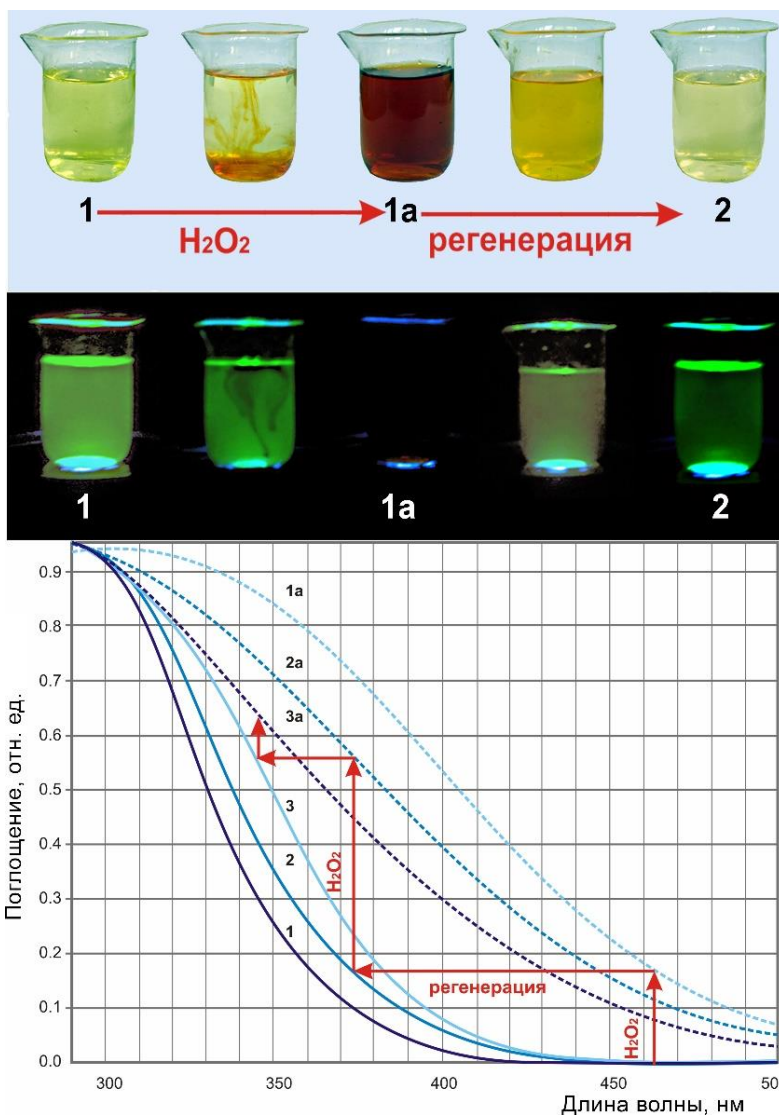 1 1a 2
H₂O₂ регенерация
1 1a 2
Поглощение, отн. ед.
0.9
0.8
0.7
0.6
0.5
0.4
0.3
0.2
0.1
0.0
1a
2a
3a
3
2
1
H₂O₂
регенерация
H₂O₂
300 350 400 450 50
Длина волны, нм